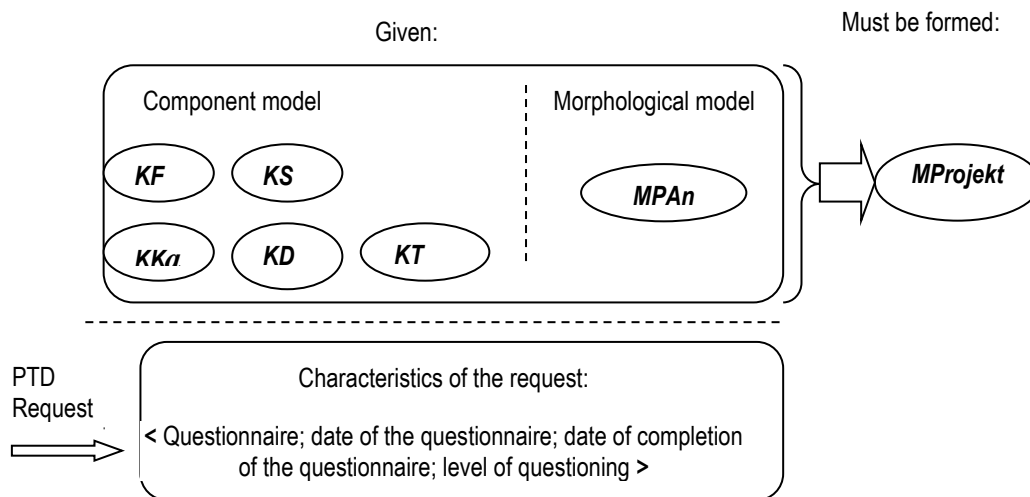 Given:
Must be formed:
Component model
Morphological model
KF
KS
MPAn
MProjekt
KKa
KD
KT
PTD
Request
Characteristics of the request:
< Questionnaire; date of the questionnaire; date of completion
of the questionnaire; level of questioning >